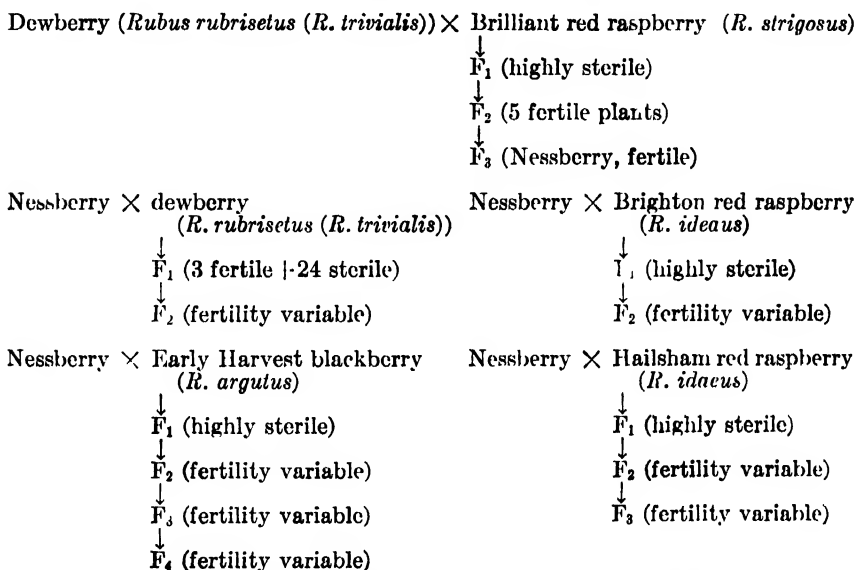 Dewberry (Rubus rubrisetus (R. trivialis)) × Brilliant red raspberry (R. strigosus)
↓
F₁ (highly sterile)
↓
F₂ (5 fertile plants)
↓
F₃ (Nessberry, fertile)
Nessberry × dewberry
(R. rubrisetus (R. trivialis))
↓
F₁ (3 fertile + 24 sterile)
↓
F₂ (fertility variable)
Nessberry × Brighton red raspberry
(R. ideaus)
↓
F₁ (highly sterile)
↓
F₂ (fertility variable)
Nessberry × Early Harvest blackberry
(R. argutus)
↓
F₁ (highly sterile)
↓
F₂ (fertility variable)
↓
F₃ (fertility variable)
↓
F₄ (fertility variable)
Nessberry × Hailsham red raspberry
(R. idaeus)
↓
F₁ (highly sterile)
↓
F₂ (fertility variable)
↓
F₃ (fertility variable)